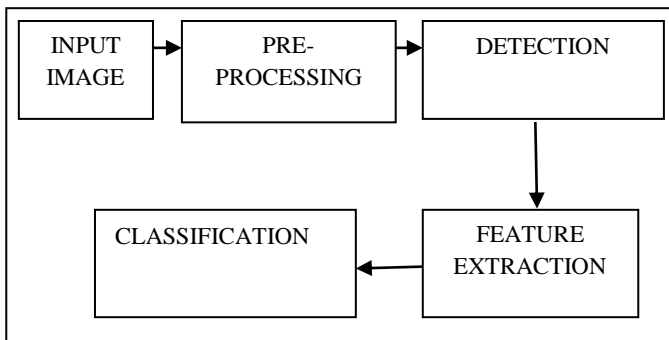 INPUT
IMAGE
PRE-
PROCESSING
DETECTION
FEATURE
EXTRACTION
CLASSIFICATION